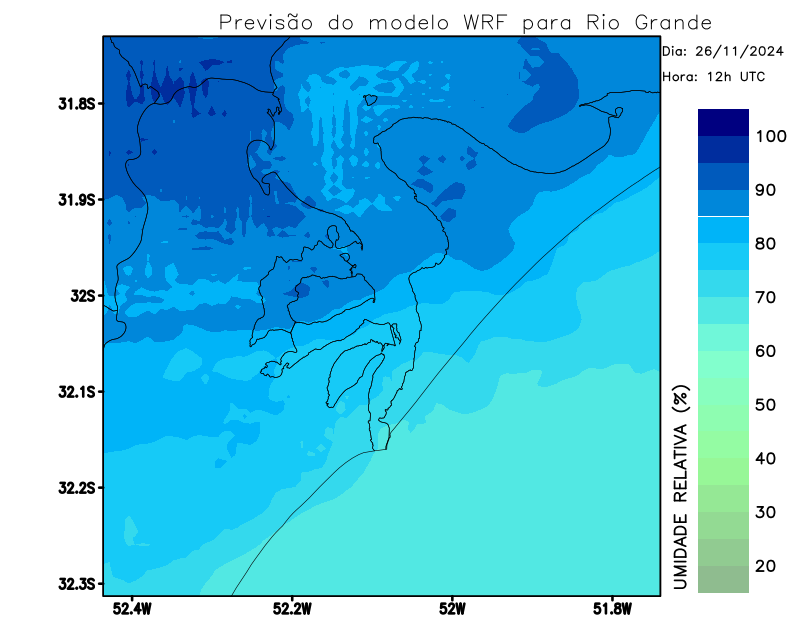 Previsão do modelo WRF para Rio Grande
Dia: 26/11/2024
Hora: 12h UTC
31.8S
31.9S
32S
32.1S
32.2S
32.3S
52.4W
52.2W
52W
51.8W
100
90
80
70
60
50
40
30
20
UMIDADE RELATIVA (%)